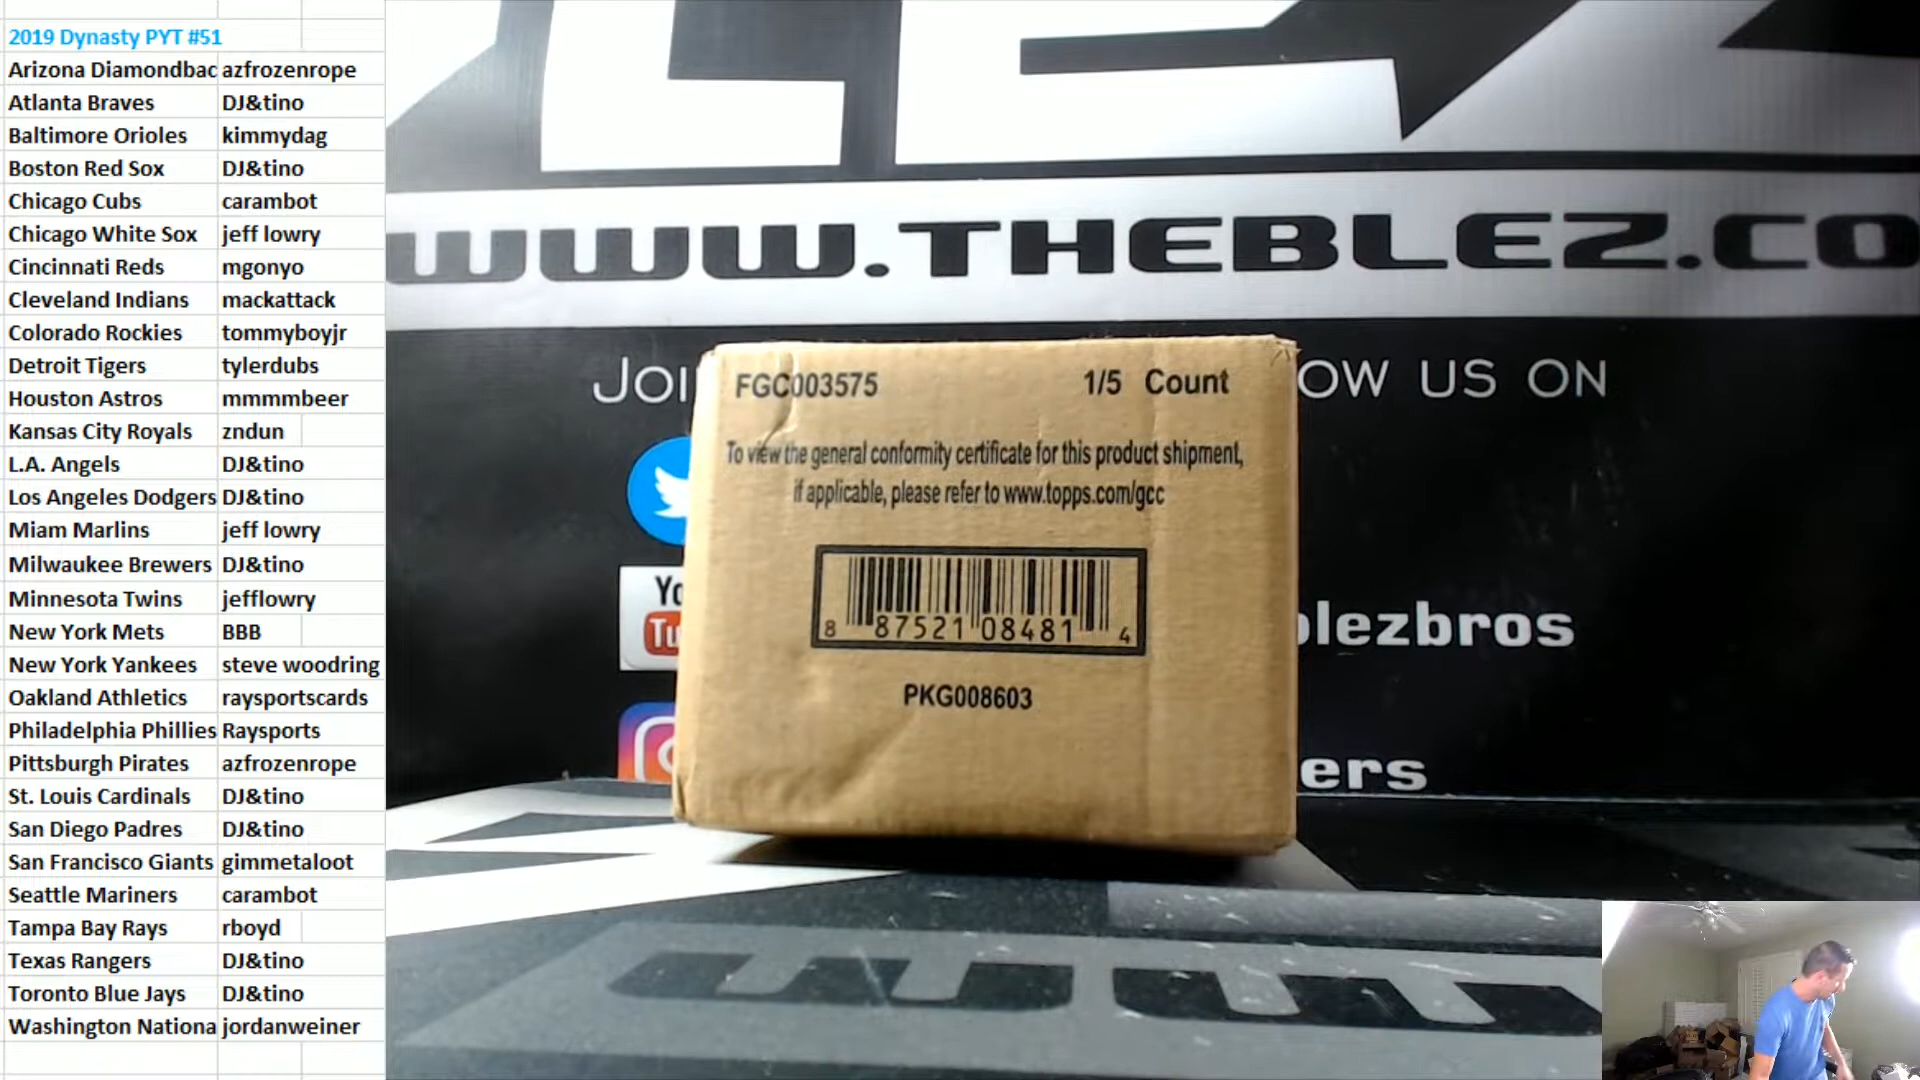 2019 Dynasty PYT #51
Arizona Diamondbac azfrozenrope
Atlanta Braves DJ&tino
Baltimore Orioles kimmydag
Boston Red Sox DJ&tino
Chicago Cubs carambot
Chicago White Sox jeff lowry
Cincinnati Reds mgonyo
Cleveland Indians mackattack
Colorado Rockies tommyboyjr
Detroit Tigers tylerdubs
Houston Astros mmmmbeer
Kansas City Royals zndun
L.A. Angels DJ&tino
Los Angeles Dodgers DJ&tino
Miam Marlins jeff lowry
Milwaukee Brewers DJ&tino
Minnesota Twins jefflowry
New York Mets BBB
New York Yankees steve woodring
Oakland Athletics raysportscards
Philadelphia Phillies Raysports
Pittsburgh Pirates azfrozenrope
St. Louis Cardinals DJ&tino
San Diego Padres DJ&tino
San Francisco Giants gimmetaloot
Seattle Mariners carambot
Tampa Bay Rays rboyd
Texas Rangers DJ&tino
Toronto Blue Jays DJ&tino
Washington Nationa jordanweiner
WWW.THEBLEZ.CO
JOI OW US ON
FGC003575 1/5 Count
To view the general conformity certificate for this product shipment,
if applicable, please refer to www.topps.com/gcc
8 87521 08481 4
PKG008603
Yo
Tu
lezbros
ers